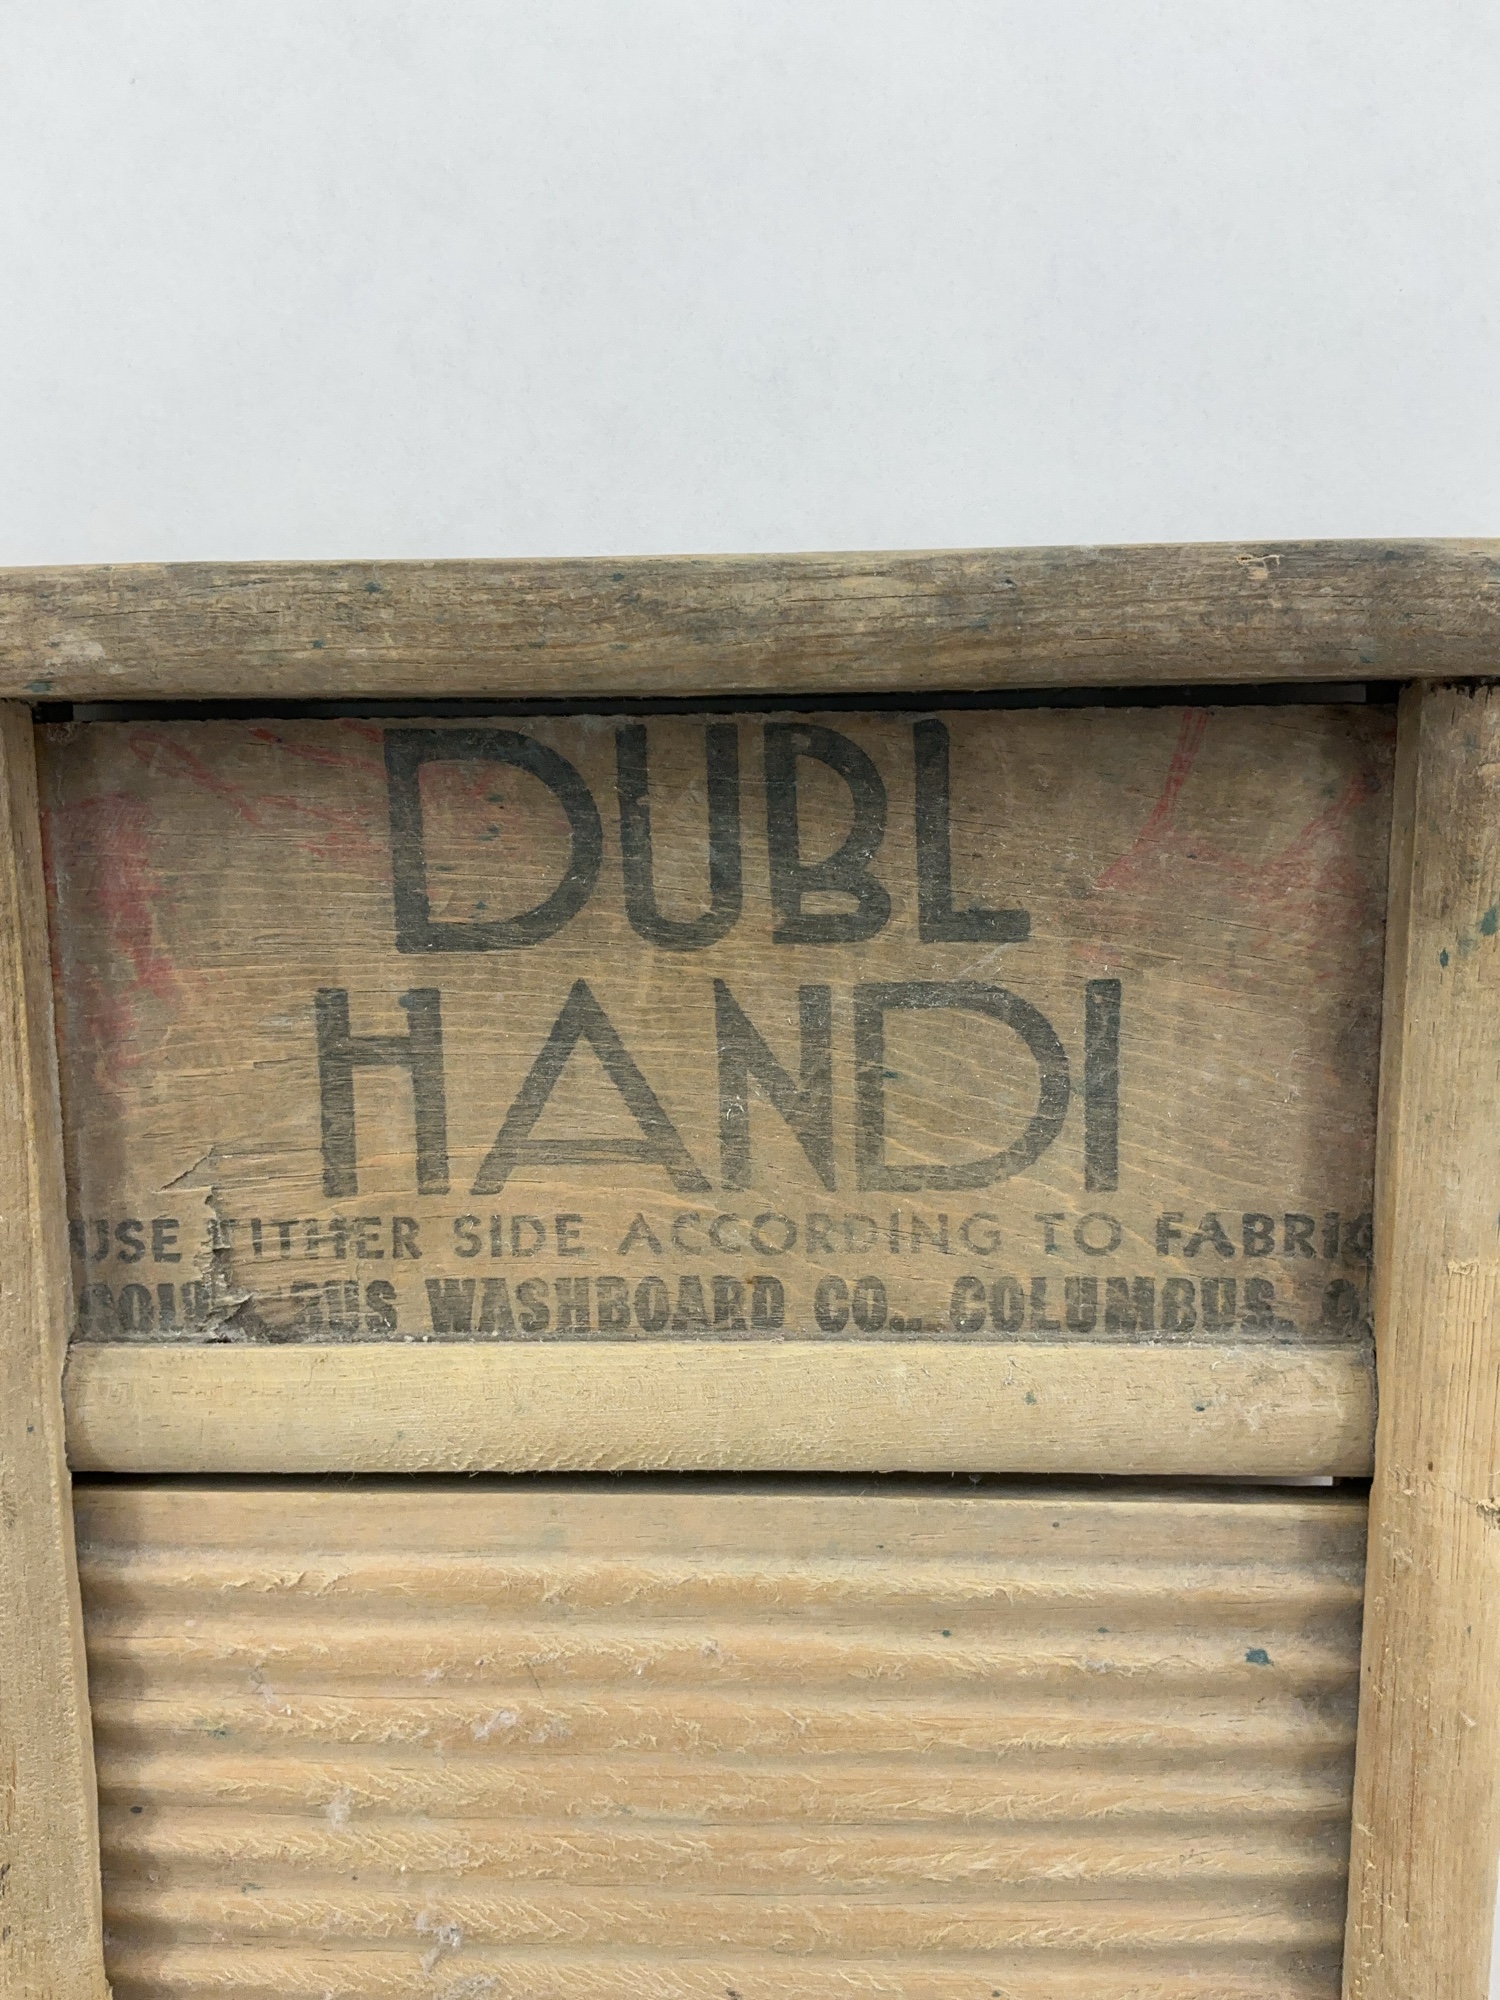 DUBL
HANDI
USE EITHER SIDE ACCORDING TO FABRIC
WASHBOARD CO., COLUMBUS, O.